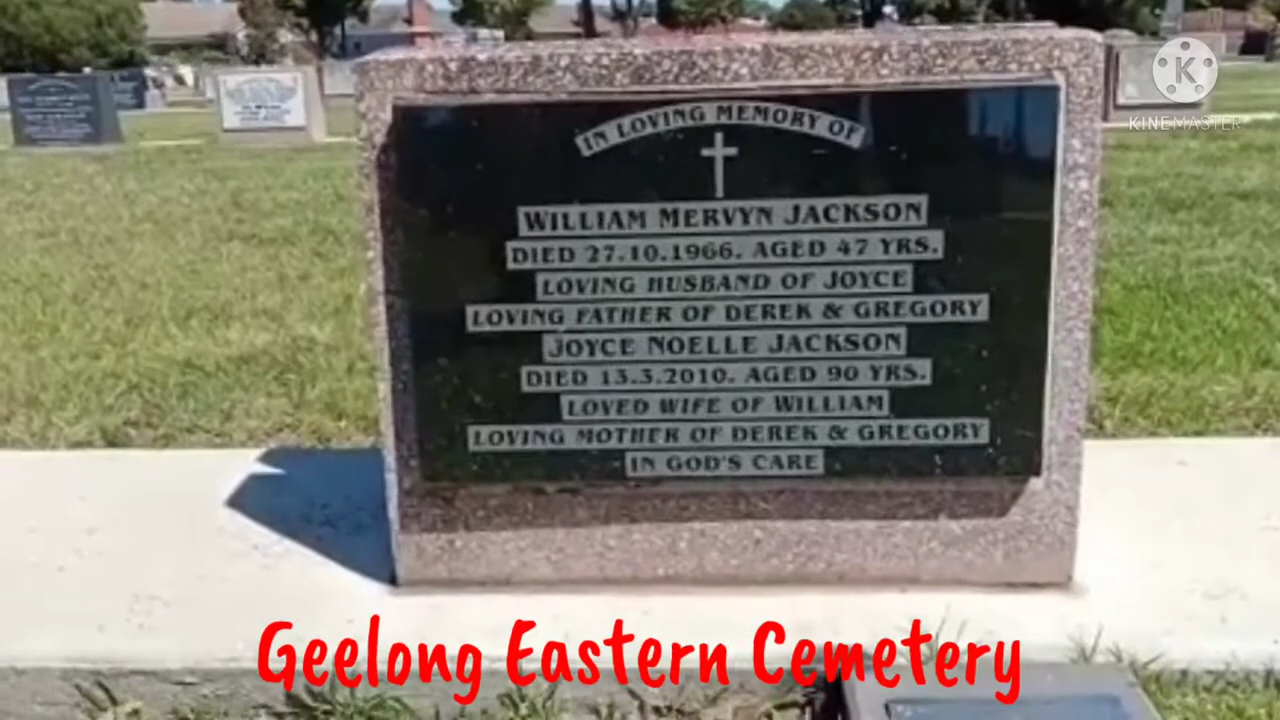 IN LOVING MEMORY OF
WILLIAM MERVYN JACKSON
DIED 27.10.1966. AGED 47 YRS.
LOVING HUSBAND OF JOYCE
LOVING FATHER OF DEREK & GREGORY
JOYCE NOELLE JACKSON
DIED 13.3.2010. AGED 90 YRS.
LOVED WIFE OF WILLIAM
LOVING MOTHER OF DEREK & GREGORY
IN GOD'S CARE
K
KINEMASTER
Geelong Eastern Cemetery